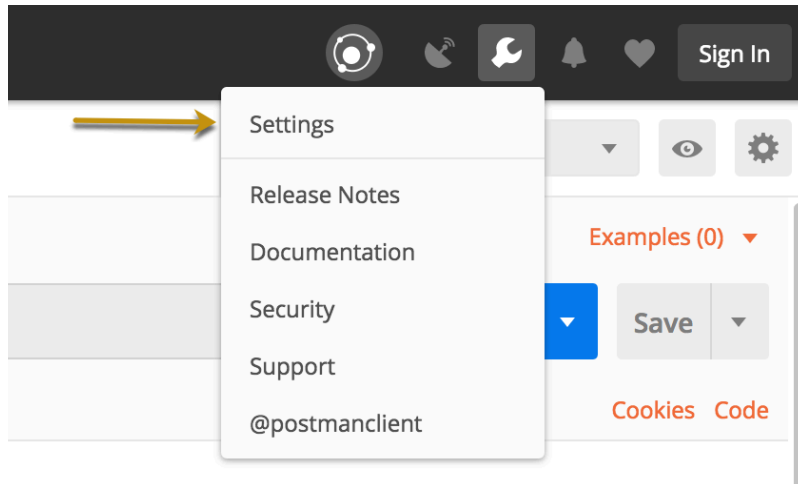 Sign In
Settings
Release Notes
Examples (0)
Documentation
Security
Save
Support
Cookies Code
@postmanclient